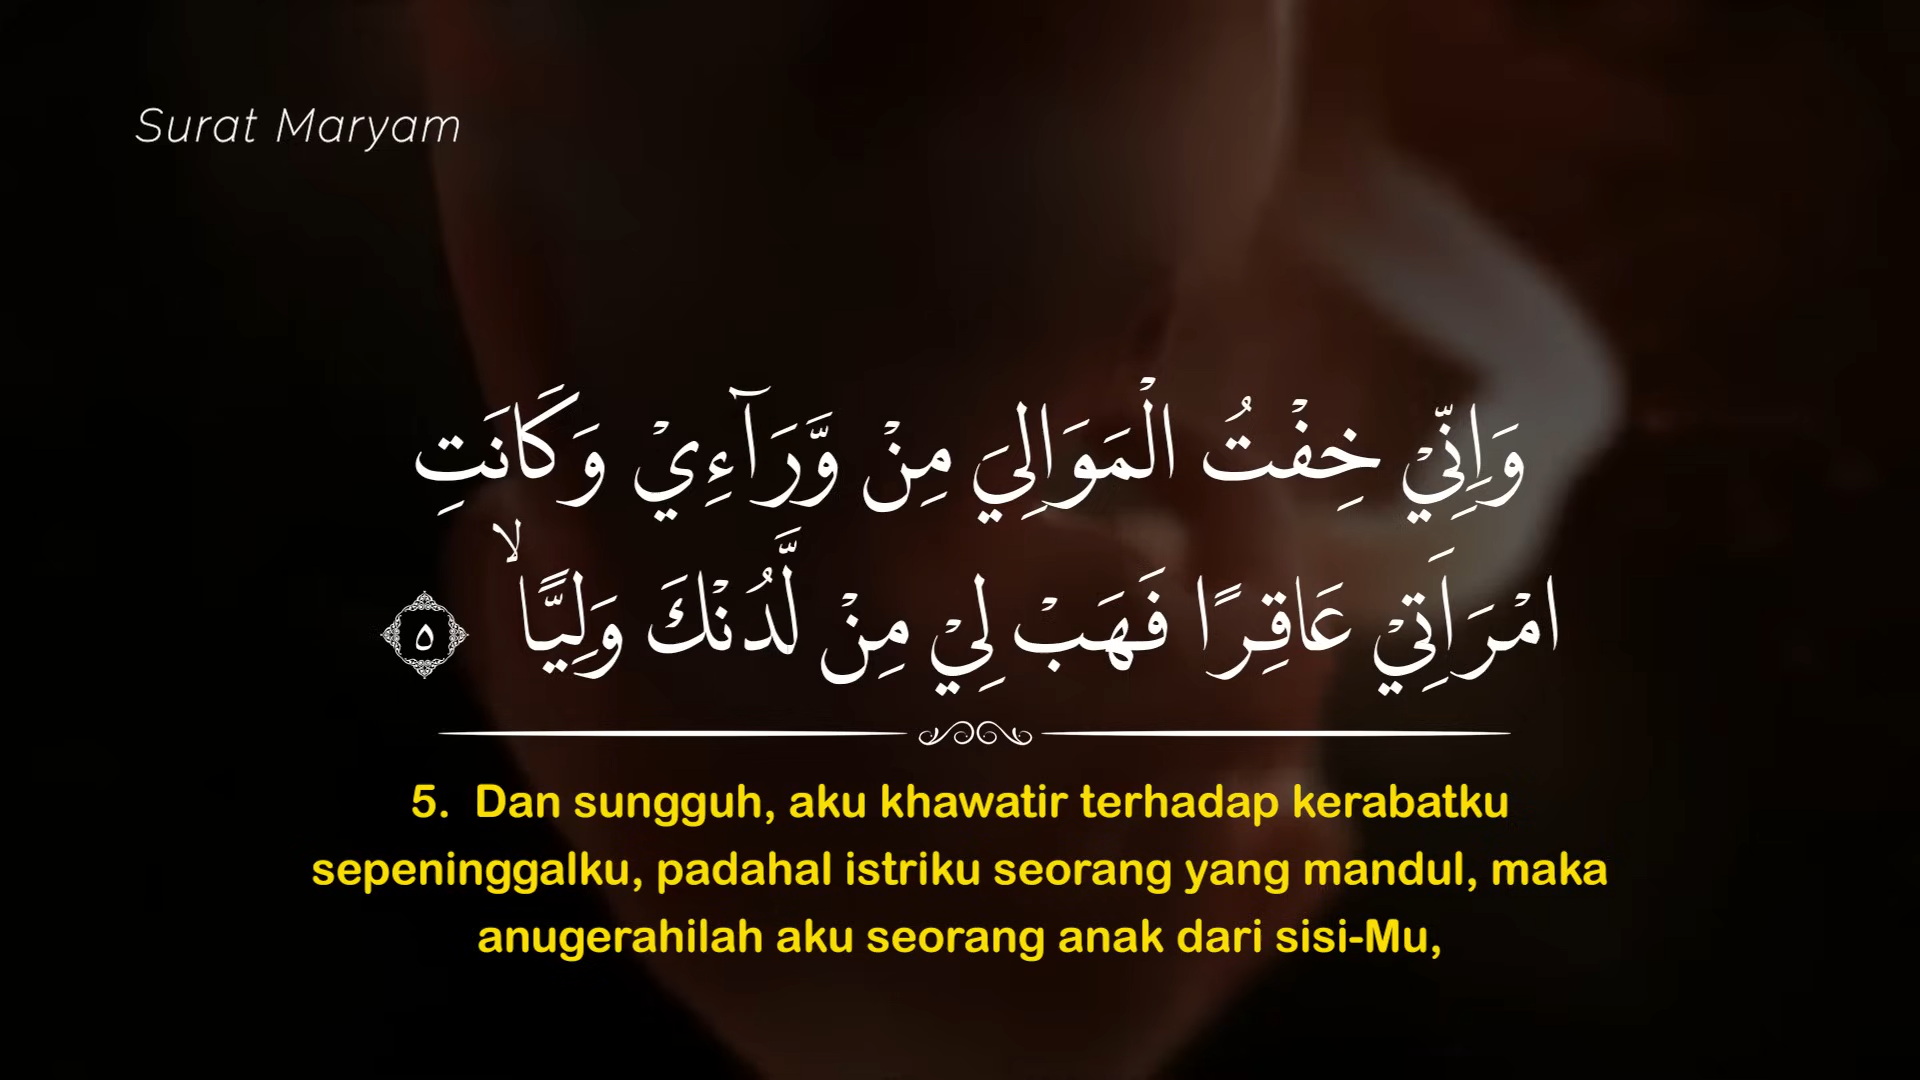 Surat Maryam
وَاِنِّيْ خِفْتُ الْمَوَالِيَ مِنْ وَّرَآءِيْ وَكَانَتِ
امْرَاَتِيْ عَاقِرًا فَهَبْ لِيْ مِنْ لَّدُنْكَ وَلِيًّا ۙ ٥
5. Dan sungguh, aku khawatir terhadap kerabatku
sepeninggalku, padahal istriku seorang yang mandul, maka
anugerahilah aku seorang anak dari sisi-Mu,